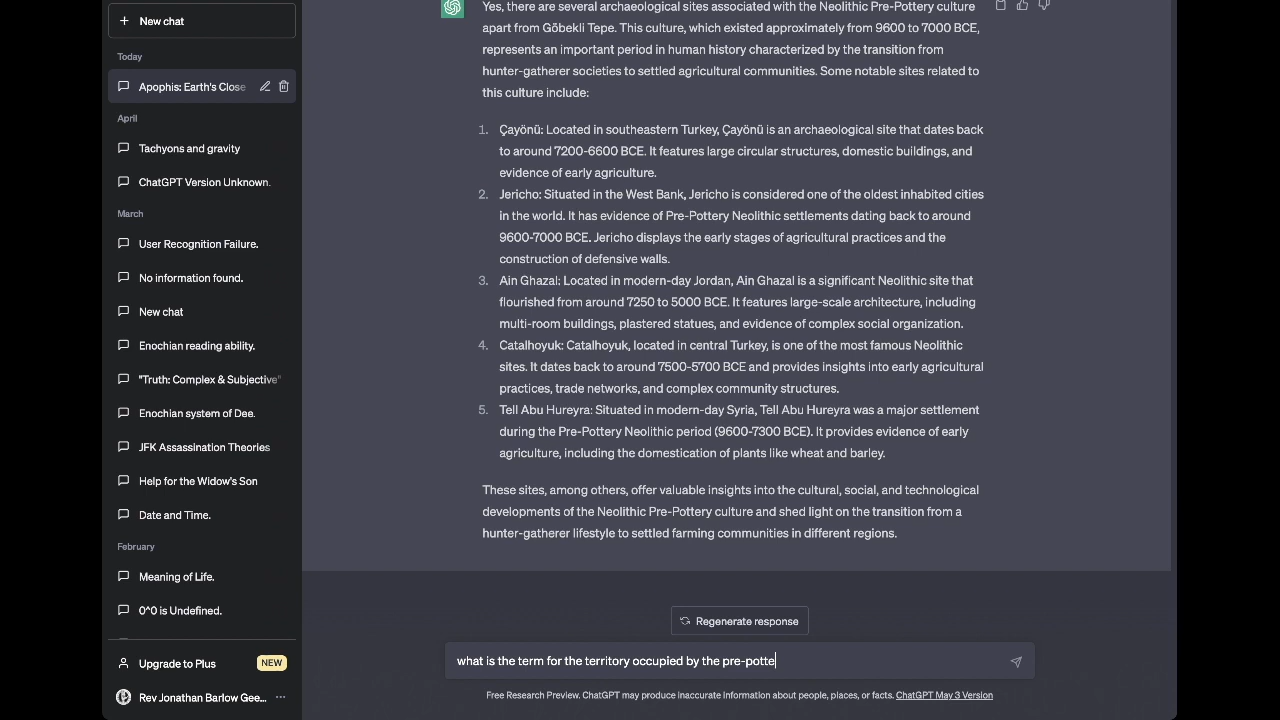 New chat
Today
Apophis: Earth's Close
April
Tachyons and gravity
ChatGPT Version Unknown.
March
User Recognition Failure.
No information found.
New chat
Enochian reading ability.
"Truth: Complex & Subjective"
Enochian system of Dee.
JFK Assassination Theories
Help for the Widow's Son
Date and Time.
February
Meaning of Life.
0^0 is Undefined.
Upgrade to Plus
NEW
Rev Jonathan Barlow Gee...
Yes, there are several archaeological sites associated with the Neolithic Pre-Pottery culture
apart from Göbekli Tepe. This culture, which existed approximately from 9600 to 7000 BCE,
represents an important period in human history characterized by the transition from
hunter-gatherer societies to settled agricultural communities. Some notable sites related to
this culture include:
1. Çayönü: Located in southeastern Turkey, Çayönü is an archaeological site that dates back
to around 7200-6600 BCE. It features large circular structures, domestic buildings, and
evidence of early agriculture.
2. Jericho: Situated in the West Bank, Jericho is considered one of the oldest inhabited cities
in the world. It has evidence of Pre-Pottery Neolithic settlements dating back to around
9600-7000 BCE. Jericho displays the early stages of agricultural practices and the
construction of defensive walls.
3. Ain Ghazal: Located in modern-day Jordan, Ain Ghazal is a significant Neolithic site that
flourished from around 7250 to 5000 BCE. It features large-scale architecture, including
multi-room buildings, plastered statues, and evidence of complex social organization.
4. Catalhoyuk: Catalhoyuk, located in central Turkey, is one of the most famous Neolithic
sites. It dates back to around 7500-5700 BCE and provides insights into early agricultural
practices, trade networks, and complex community structures.
5. Tell Abu Hureyra: Situated in modern-day Syria, Tell Abu Hureyra was a major settlement
during the Pre-Pottery Neolithic period (9600-7300 BCE). It provides evidence of early
agriculture, including the domestication of plants like wheat and barley.
These sites, among others, offer valuable insights into the cultural, social, and technological
developments of the Neolithic Pre-Pottery culture and shed light on the transition from a
hunter-gatherer lifestyle to settled farming communities in different regions.
Regenerate response
what is the term for the territory occupied by the pre-potte
Free Research Preview. ChatGPT may produce inaccurate information about people, places, or facts. ChatGPT May 3 Version